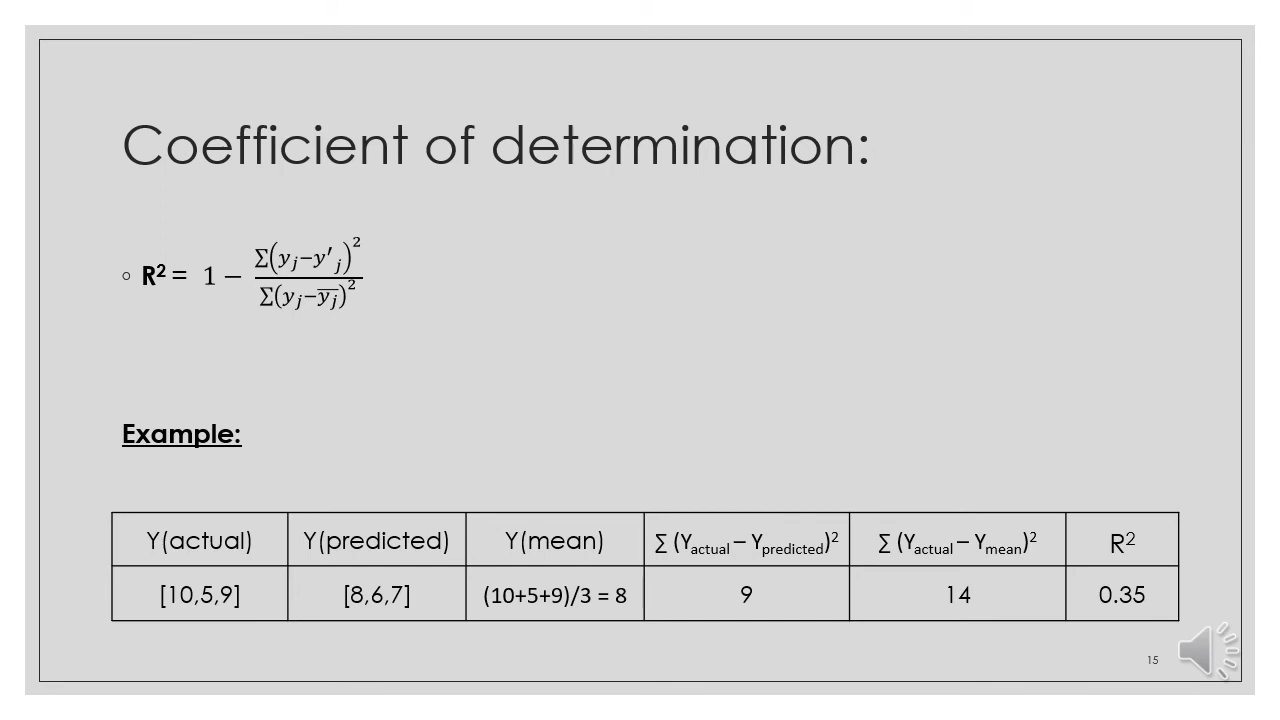 Coefficient of determination:
◦ R² = 1 − ∑(yⱼ−y′ⱼ)² / ∑(yⱼ−y̅ⱼ)²
Example:
Y(actual) Y(predicted) Y(mean) ∑ (Yactual – Ypredicted)² ∑ (Yactual – Ymean)² R²
[10,5,9] [8,6,7] (10+5+9)/3 = 8 9 14 0.35
15